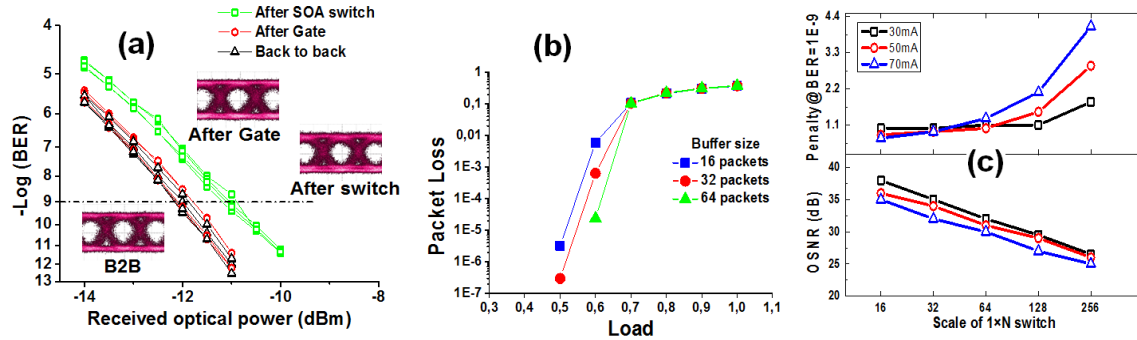 (a)
After SOA switch
After Gate
Back to back
-Log (BER)
4
5
6
7
8
9
10
11
12
13
After Gate
After switch
B2B
-14
-12
-10
-8
Received optical power (dBm)
(b)
Packet Loss
1
0,1
0,01
1E-3
1E-4
1E-5
1E-6
1E-7
Buffer size
16 packets
32 packets
64 packets
0,3
0,4
0,5
0,6
0,7
0,8
0,9
1,0
1,1
Load
Penalty@BER=1E-9
4.4
3.3
2.2
1.1
30mA
50mA
70mA
(c)
OSNR (dB)
40
35
30
25
20
16
32
64
128
256
Scale of 1×N switch